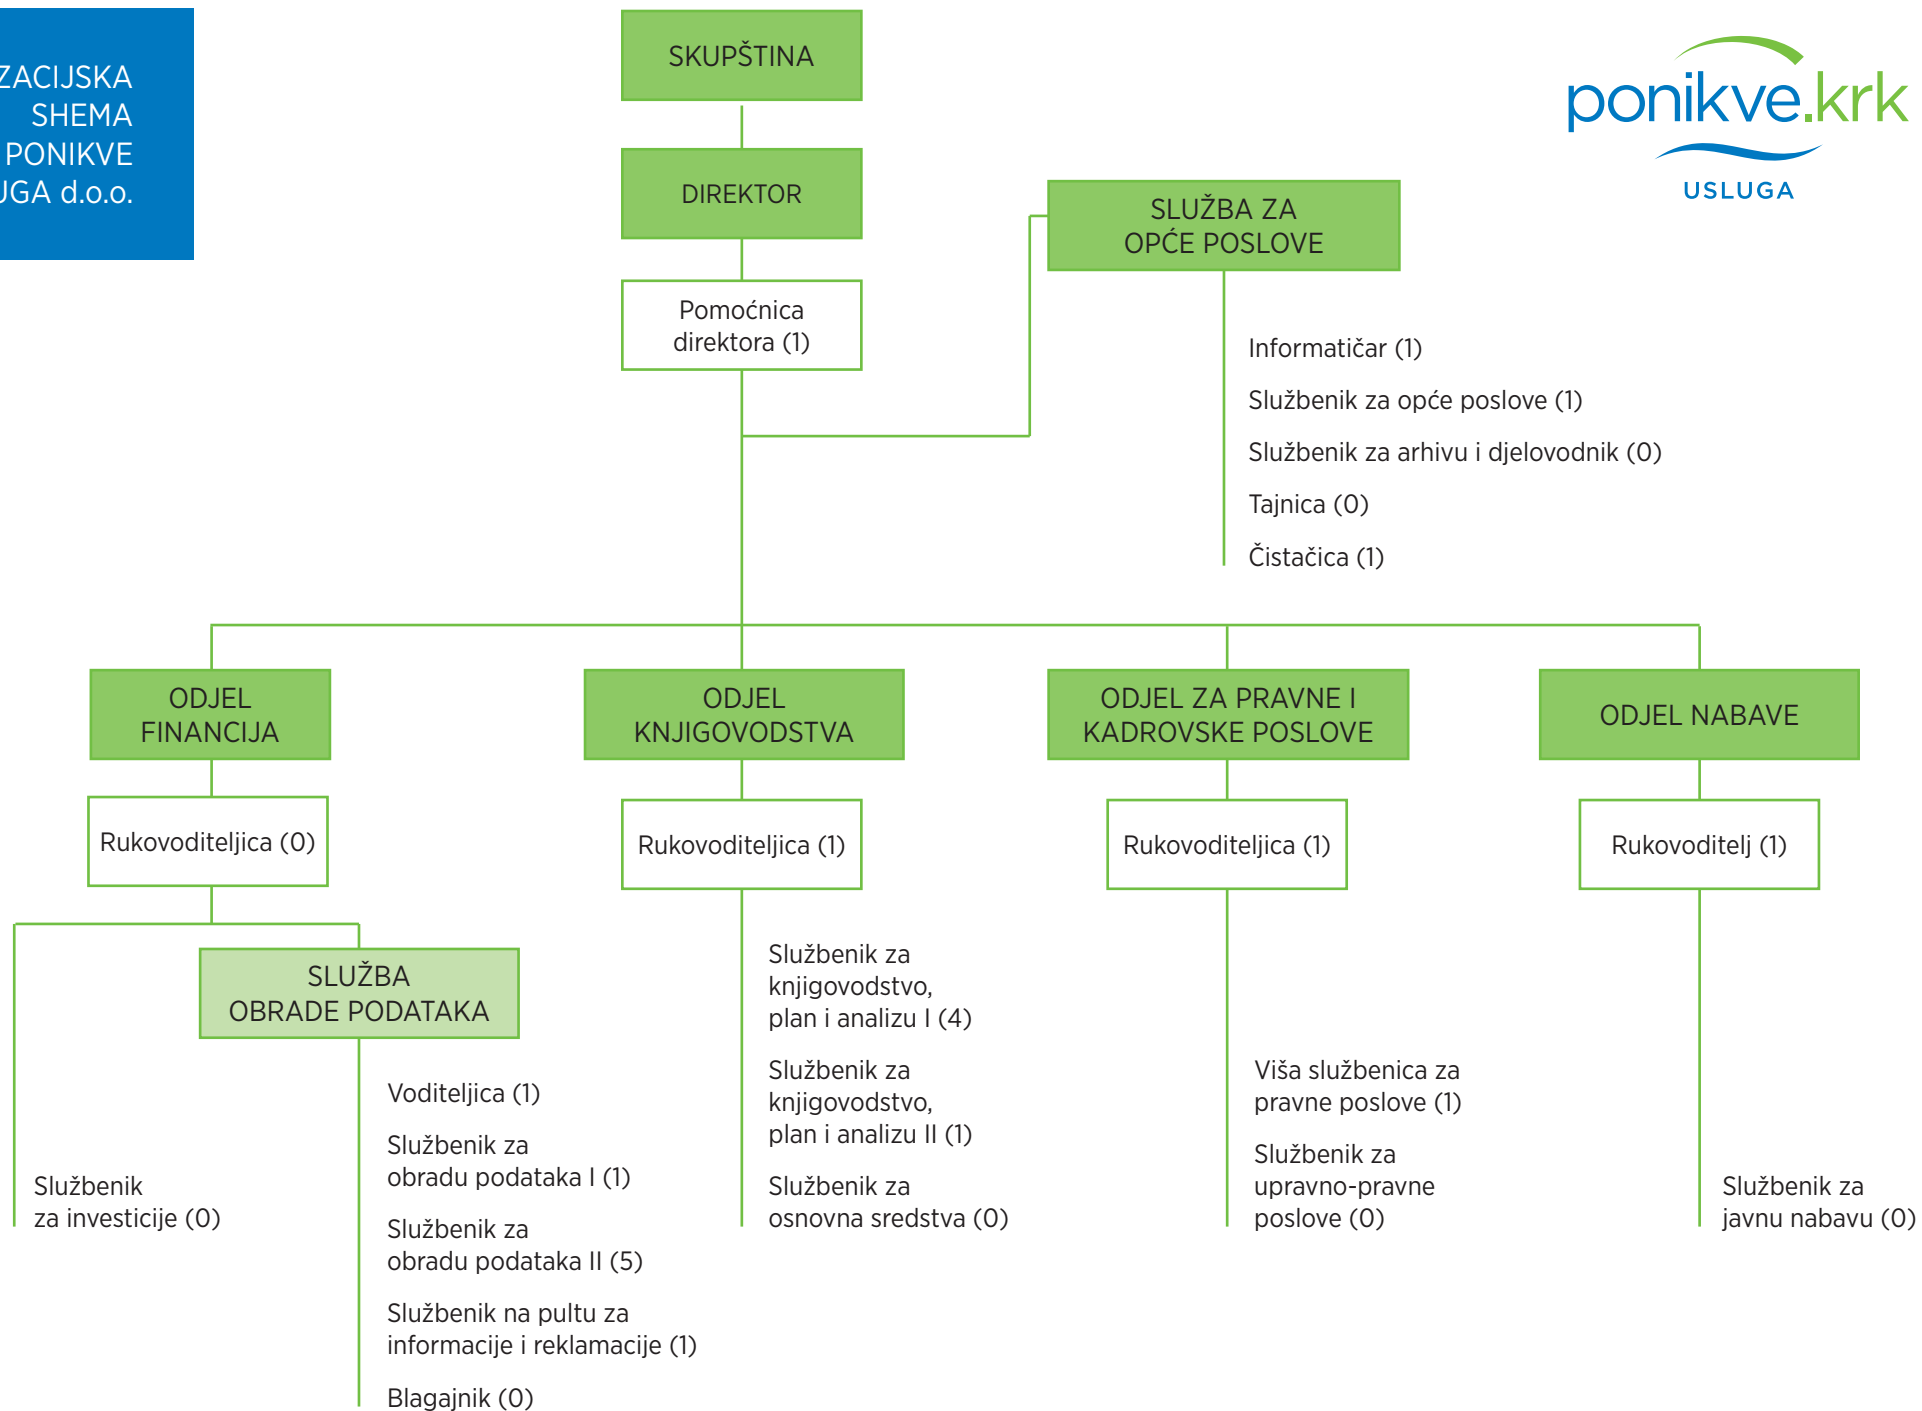 SHEMA
PONIKVE
d.o.o.
SKUPŠTINA
DIREKTOR
Pomoćnica
direktora (1)
ponikve.krk
USLUGA
SLUŽBA ZA
OPĆE POSLOVE
Informatičar (1)
Službenik za opće poslove (1)
Službenik za arhivu i djelovodnik (0)
Tajnica (0)
Čistačica (1)
ODJEL
FINANCIJA
Rukovoditeljica (0)
Službenik
za investicije (0)
SLUŽBA
OBRADE PODATAKA
Voditeljica (1)
Službenik za
obradu podataka I (1)
Službenik za
obradu podataka II (5)
Službenik na pultu za
informacije i reklamacije (1)
Blagajnik (0)
ODJEL
KNJIGOVODSTVA
Rukovoditeljica (1)
Službenik za
knjigovodstvo,
plan i analizu I (4)
Službenik za
knjigovodstvo,
plan i analizu II (1)
Službenik za
osnovna sredstva (0)
ODJEL ZA PRAVNE I
KADROVSKE POSLOVE
Rukovoditeljica (1)
Viša službenica za
pravne poslove (1)
Službenik za
upravno-pravne
poslove (0)
ODJEL NABAVE
Rukovoditelj (1)
Službenik za
javnu nabavu (0)